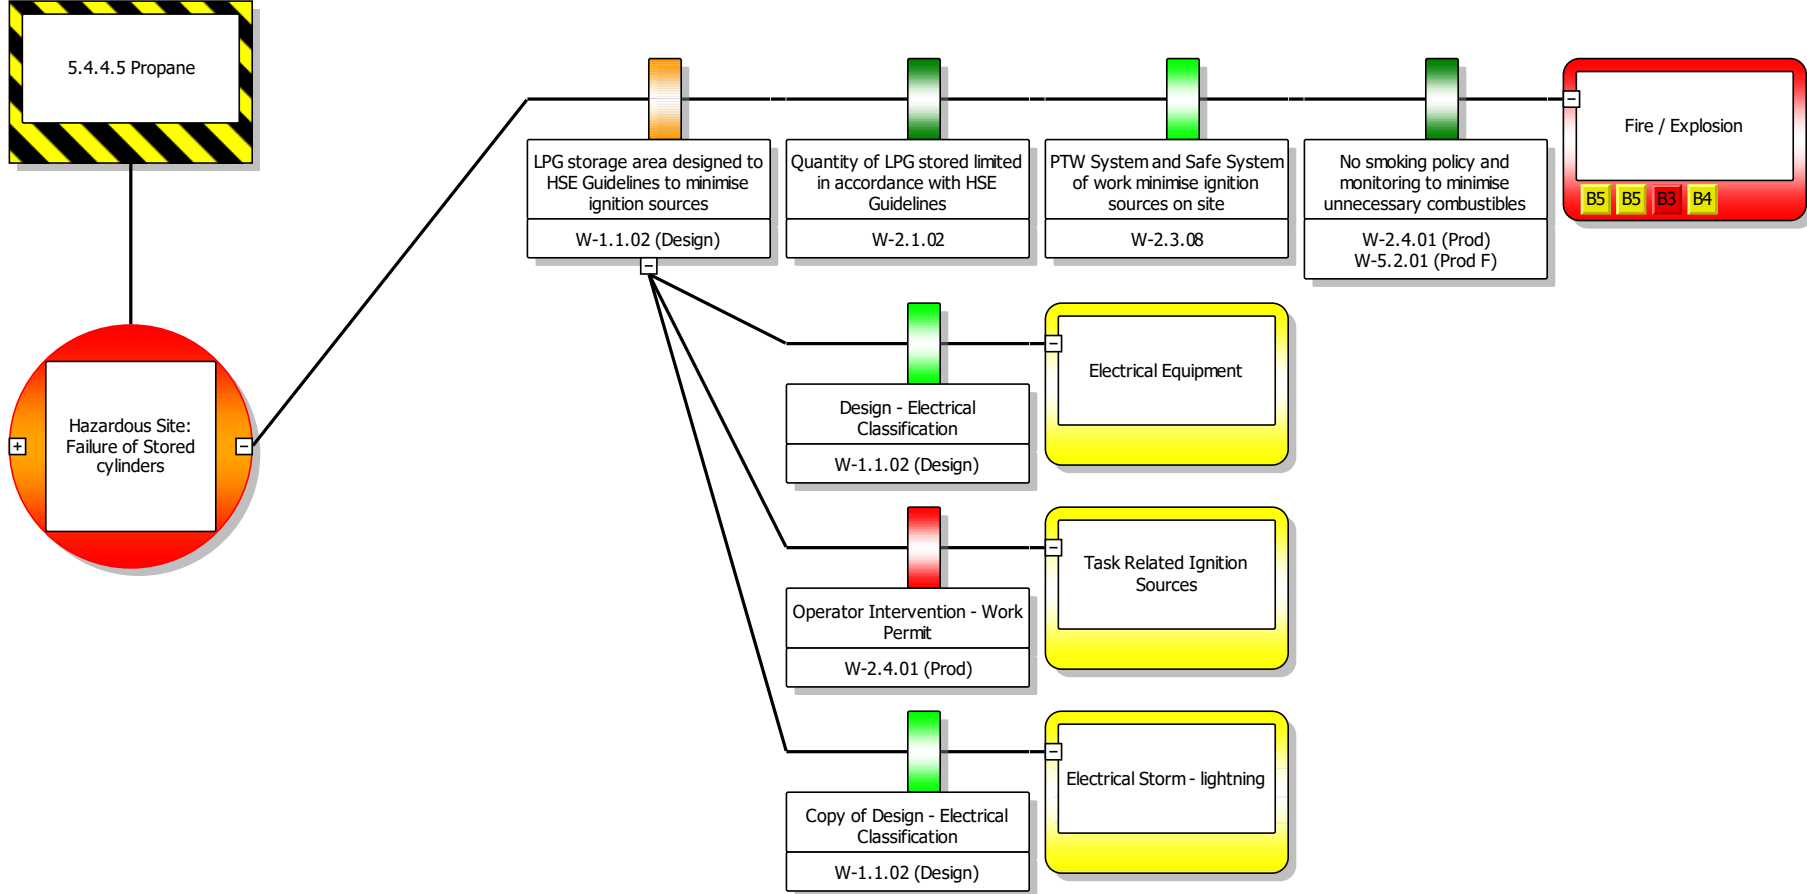 5.4.4.5 Propane
LPG storage area designed to
HSE Guidelines to minimise
ignition sources
W-1.1.02 (Design)
Quantity of LPG stored limited
in accordance with HSE
Guidelines
W-2.1.02
PTW System and Safe System
of work minimise ignition
sources on site
W-2.3.08
No smoking policy and
monitoring to minimise
unnecessary combustibles
W-2.4.01 (Prod)
W-5.2.01 (Prod F)
Fire / Explosion
B5 B5 B3 B4
Hazardous Site:
Failure of Stored
cylinders
Design - Electrical
Classification
W-1.1.02 (Design)
Electrical Equipment
Operator Intervention - Work
Permit
W-2.4.01 (Prod)
Task Related Ignition
Sources
Copy of Design - Electrical
Classification
W-1.1.02 (Design)
Electrical Storm - lightning